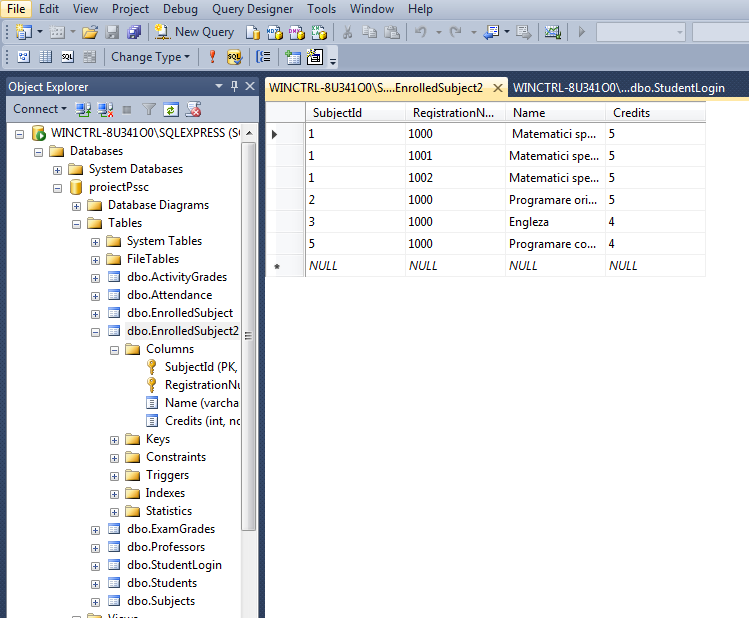 File Edit View Project Debug Query Designer Tools Window Help
New Query
Change Type
Object Explorer
Connect
WINCTRL-8U341O0\SQLEXPRESS (S
Databases
System Databases
proiectPssc
Database Diagrams
Tables
System Tables
FileTables
dbo.ActivityGrades
dbo.Attendance
dbo.EnrolledSubject
dbo.EnrolledSubject2
Columns
SubjectId (PK,
RegistrationNu
Name (varcha
Credits (int, no
Keys
Constraints
Triggers
Indexes
Statistics
dbo.ExamGrades
dbo.Professors
dbo.StudentLogin
dbo.Students
dbo.Subjects
Views
WINCTRL-8U341O0\S....EnrolledSubject2 WINCTRL-8U341O0\...dbo.StudentLogin
SubjectId RegistrationN... Name Credits
1 1000 Matematici sp... 5
1 1001 Matematici spe... 5
1 1002 Matematici spe... 5
2 1000 Programare ori... 5
3 1000 Engleza 4
5 1000 Programare co... 4
NULL NULL NULL NULL